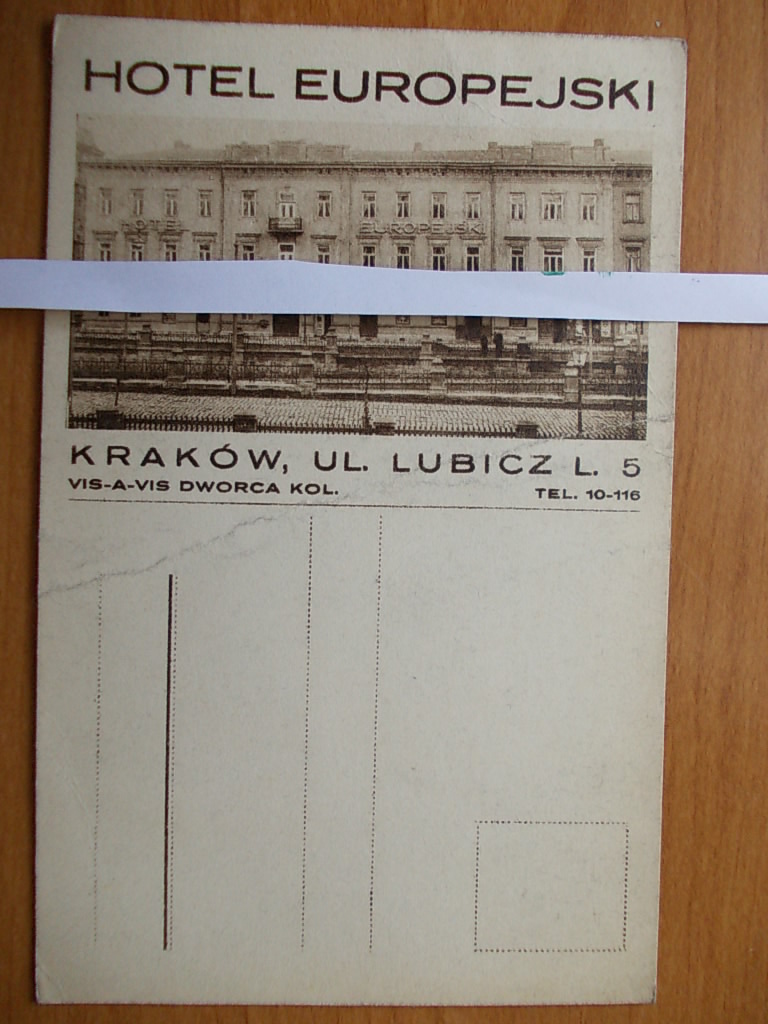 HOTEL EUROPEJSKI
HOTEL EUROPEJSKI
KRAKÓW, UL. LUBICZ L. 5
VIS-A-VIS DWORCA KOL. TEL. 10-116